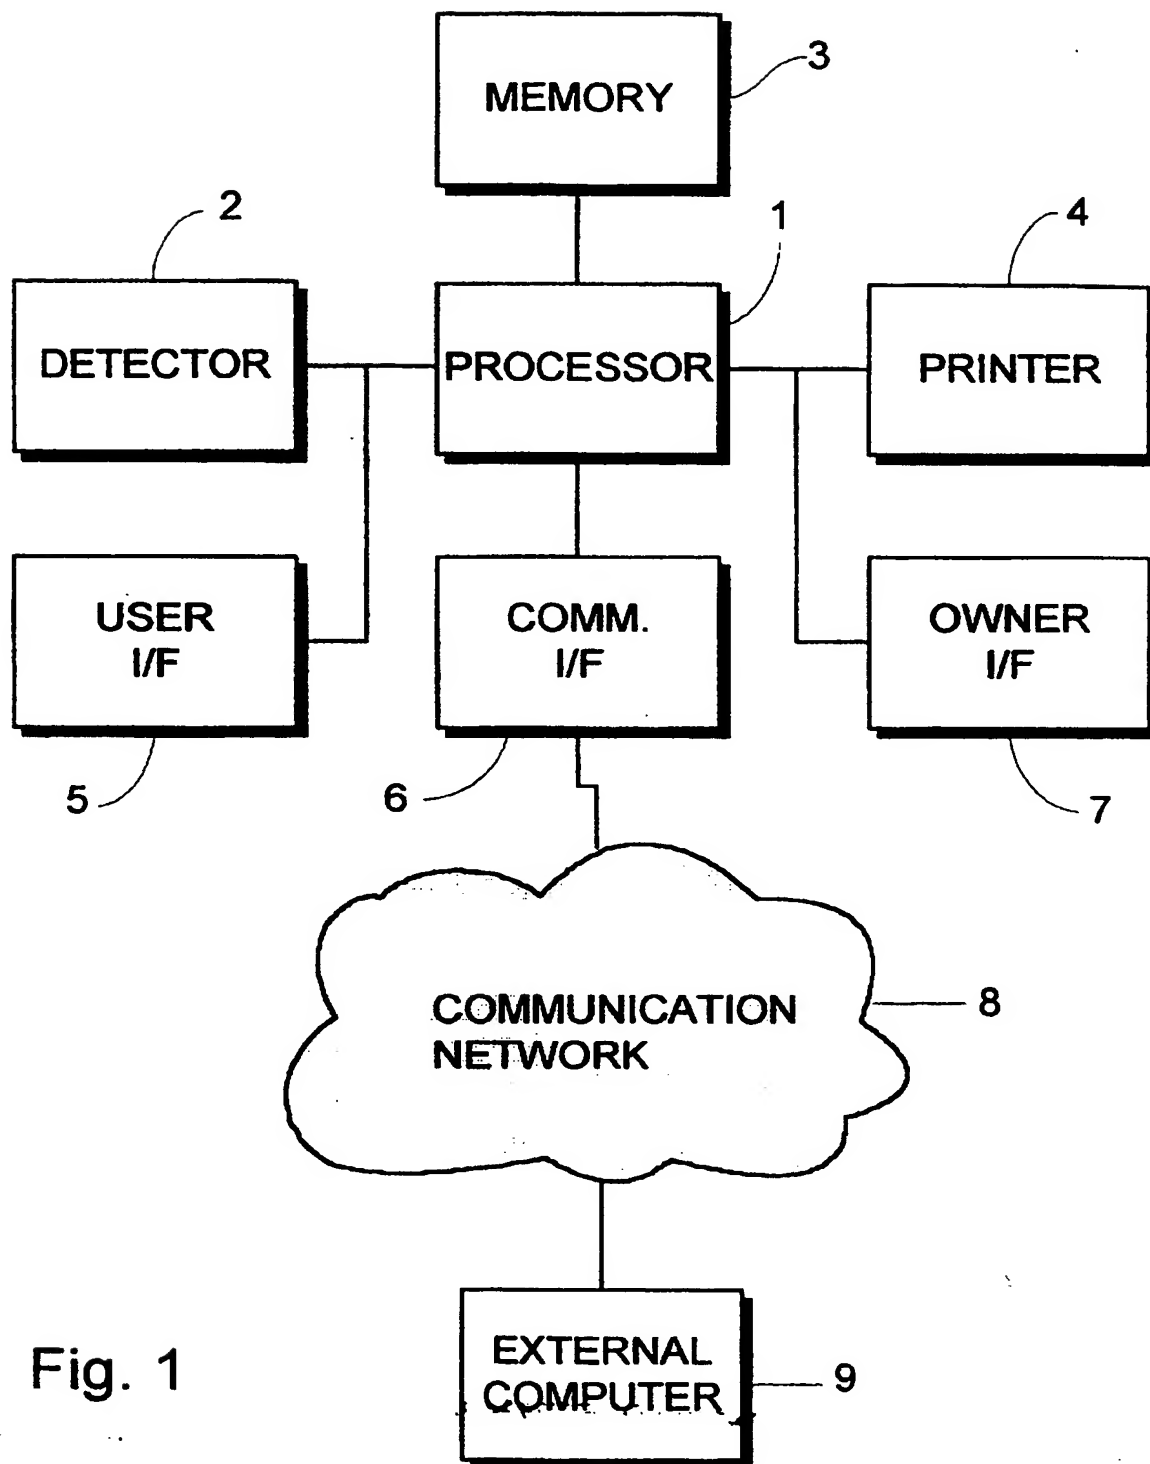 MEMORY
3
2
1
4
DETECTOR
PROCESSOR
PRINTER
USER
I/F
COMM.
I/F
OWNER
I/F
5
6
7
COMMUNICATION
NETWORK
8
EXTERNAL
COMPUTER
9
Fig. 1